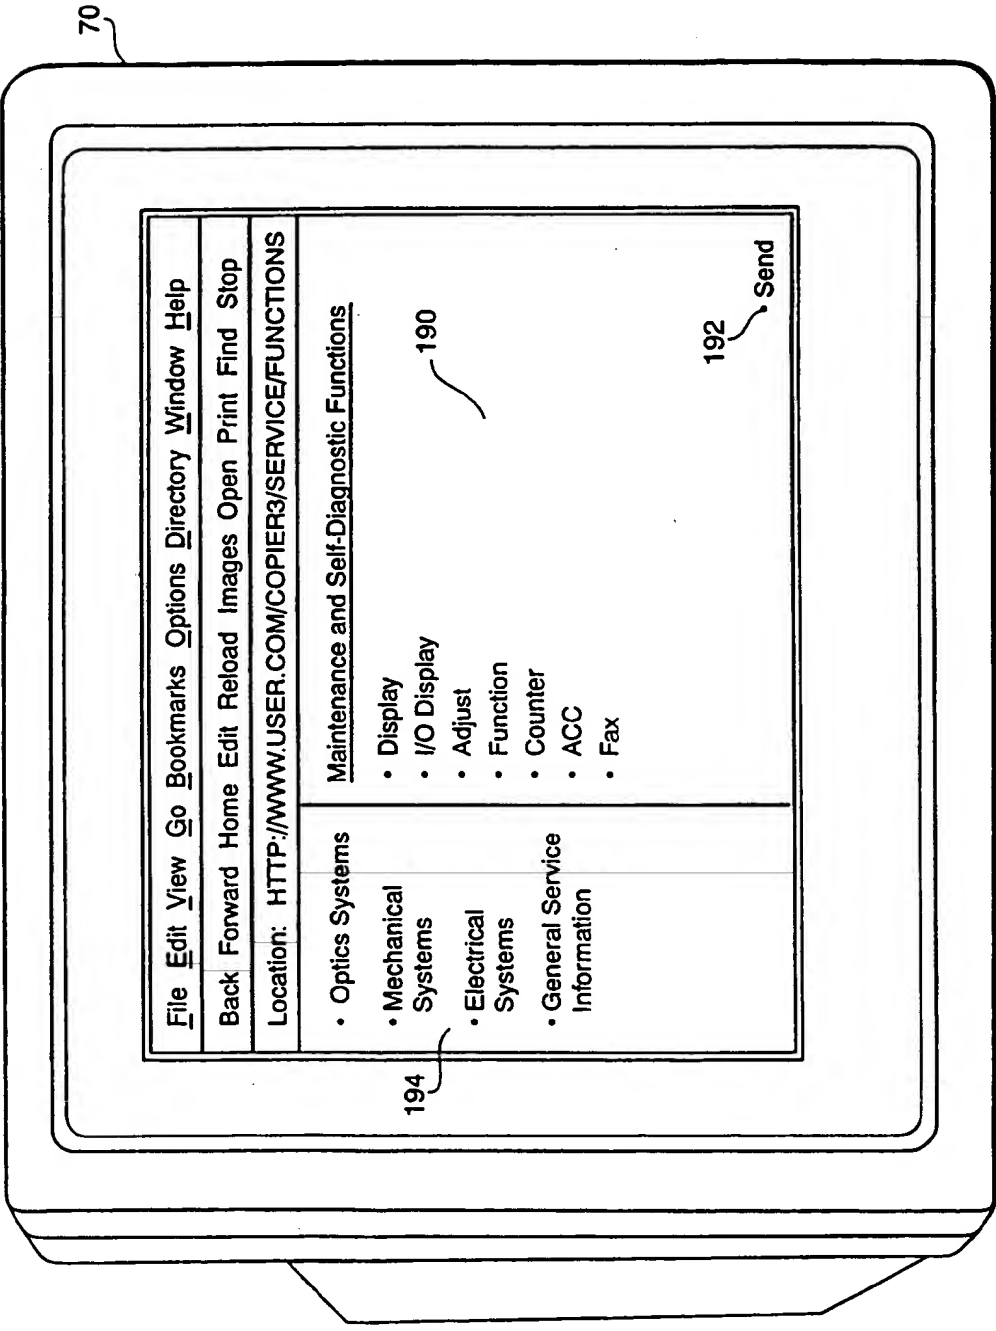 70
File Edit View Go Bookmarks Options Directory Window Help
Back Forward Home Edit Reload Images Open Print Find Stop
Location: HTTP://WWW.USER.COM/COPIER3/SERVICE/FUNCTIONS
• Optics Systems
• Mechanical
Systems
• Electrical
Systems
• General Service
Information
194
Maintenance and Self-Diagnostic Functions
• Display
• I/O Display
• Adjust
• Function
• Counter
• ACC
• Fax
190
192
• Send